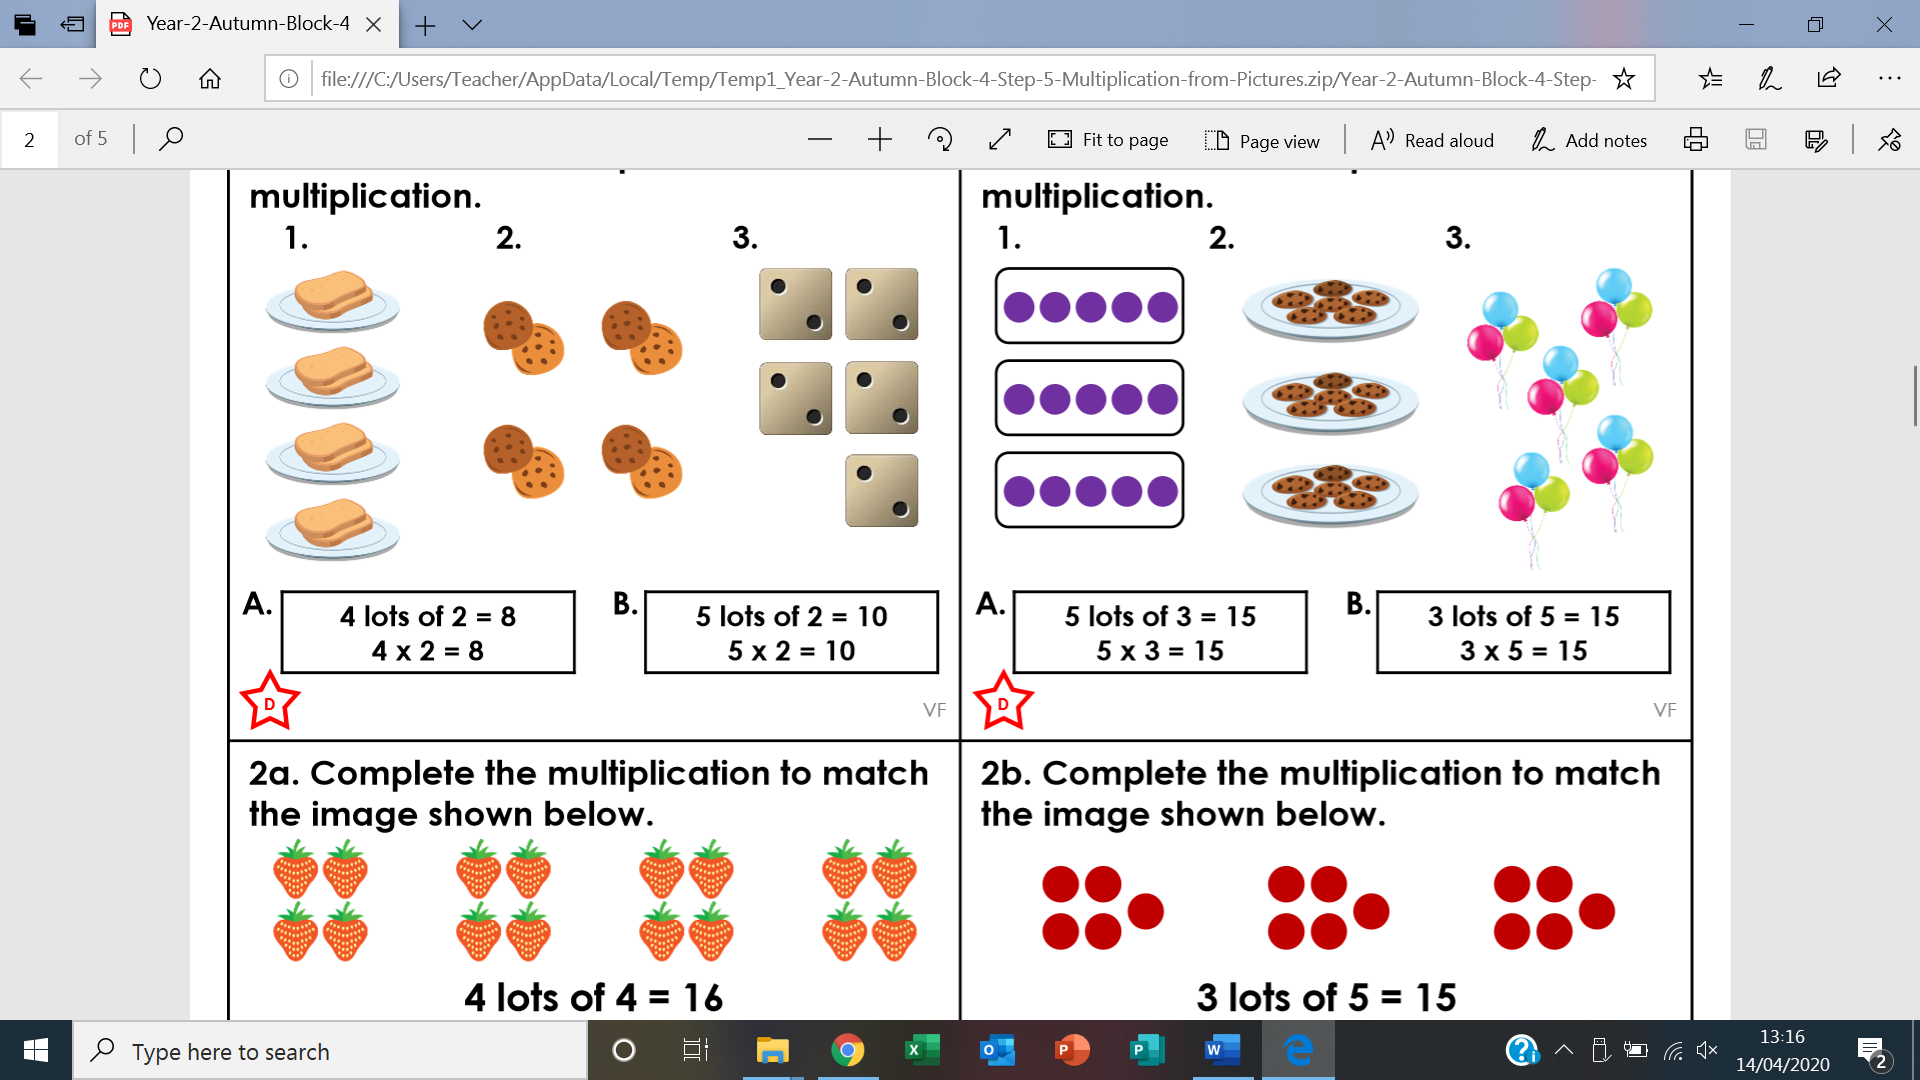 Year-2-Autumn-Block-4
file:///C:/Users/Teacher/AppData/Local/Temp/Temp1_Year-2-Autumn-Block-4-Step-5-Multiplication-from-Pictures.zip/Year-2-Autumn-Block-4-Step-
2 of 5
Fit to page
Page view
Read aloud
Add notes
multiplication.
1. 2. 3.
A. 4 lots of 2 = 8
4 x 2 = 8
B. 5 lots of 2 = 10
5 x 2 = 10
D
VF
multiplication.
1. 2. 3.
A. 5 lots of 3 = 15
5 x 3 = 15
B. 3 lots of 5 = 15
3 x 5 = 15
D
VF
2a. Complete the multiplication to match
the image shown below.
4 lots of 4 = 16
2b. Complete the multiplication to match
the image shown below.
3 lots of 5 = 15
Type here to search
13:16
14/04/2020
2